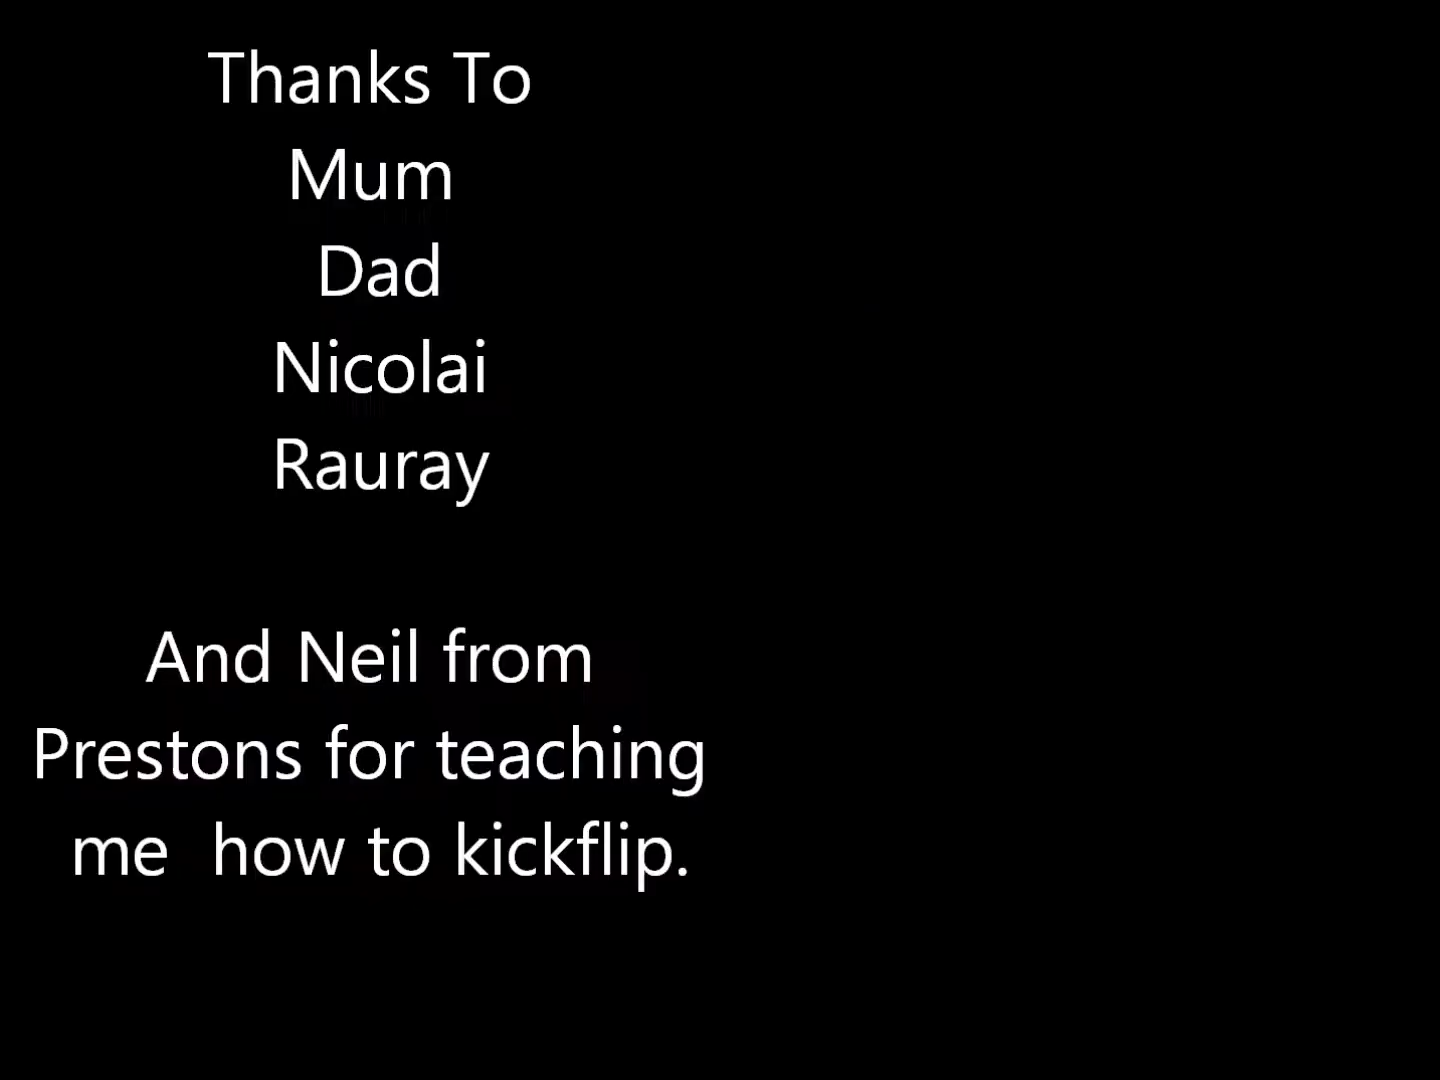 Thanks To
Mum
Dad
Nicolai
Rauray
And Neil from
Prestons for teaching
me  how to kickflip.